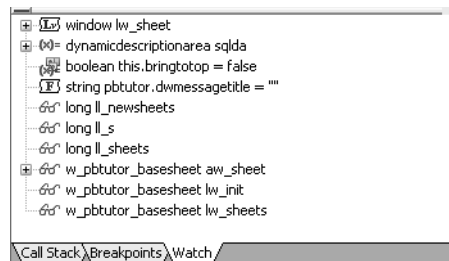 window lw_sheet
dynamicdescriptionarea sqlda
boolean this.bringtotop = false
string pbtutor.dwmessagetitle = ""
long ll_newsheets
long ll_s
long ll_sheets
w_pbtutor_basesheet aw_sheet
w_pbtutor_basesheet lw_init
w_pbtutor_basesheet lw_sheets
Call Stack Breakpoints Watch